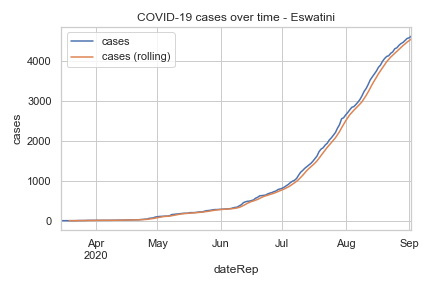 COVID-19 cases over time - Eswatini
cases
cases (rolling)
cases
4000
3000
2000
1000
0
Apr
2020
May
Jun
Jul
Aug
Sep
dateRep